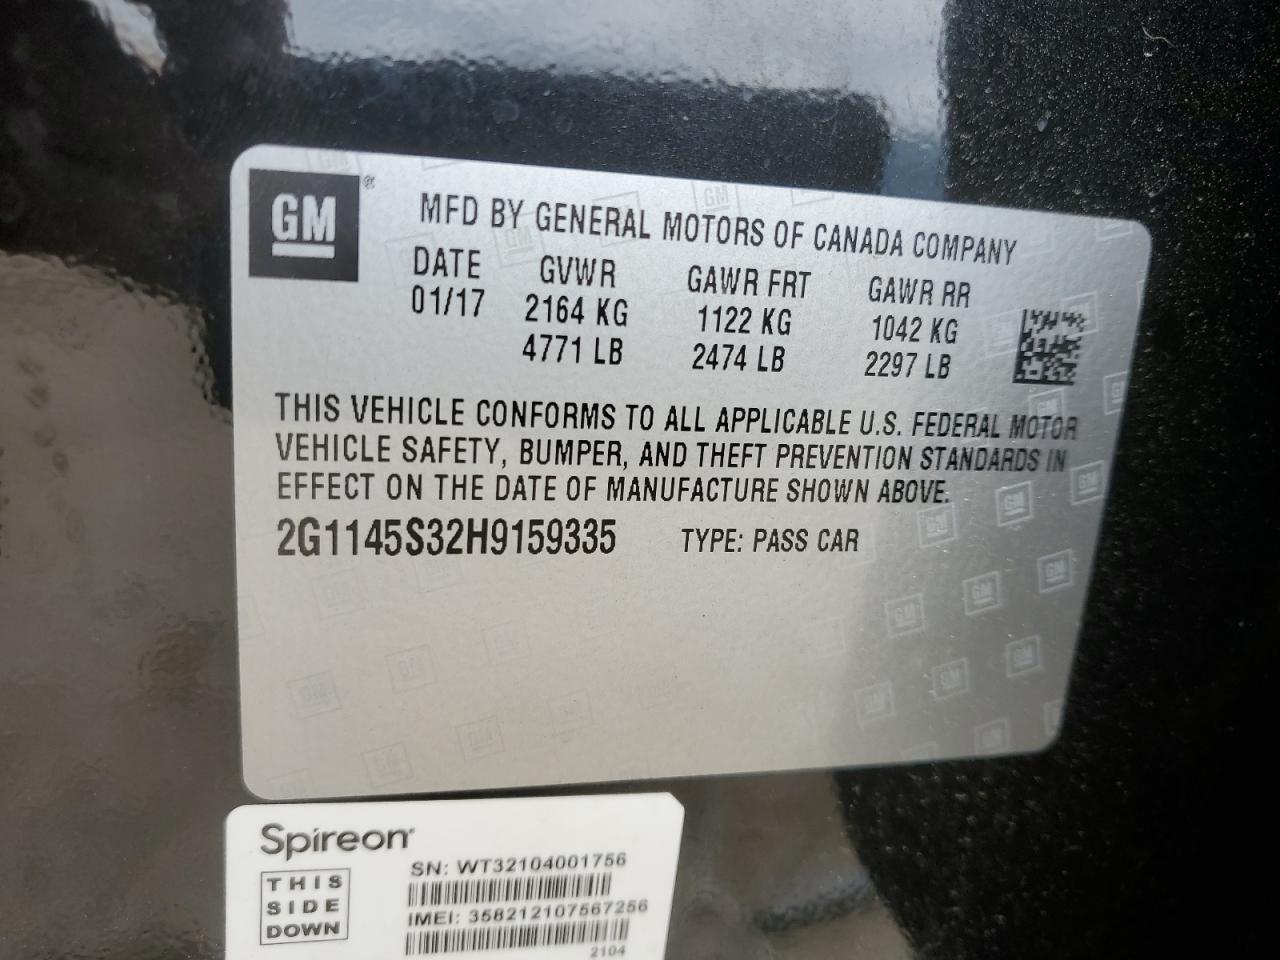 GM®
MFD BY GENERAL MOTORS OF CANADA COMPANY
DATE GVWR GAWR FRT GAWR RR
01/17 2164 KG 1122 KG 1042 KG
4771 LB 2474 LB 2297 LB
THIS VEHICLE CONFORMS TO ALL APPLICABLE U.S. FEDERAL MOTOR
VEHICLE SAFETY, BUMPER, AND THEFT PREVENTION STANDARDS IN
EFFECT ON THE DATE OF MANUFACTURE SHOWN ABOVE.
2G1145S32H9159335 TYPE: PASS CAR
Spireon
THIS
SIDE
DOWN
SN: WT32104001756
IMEI: 358212107567256
2104